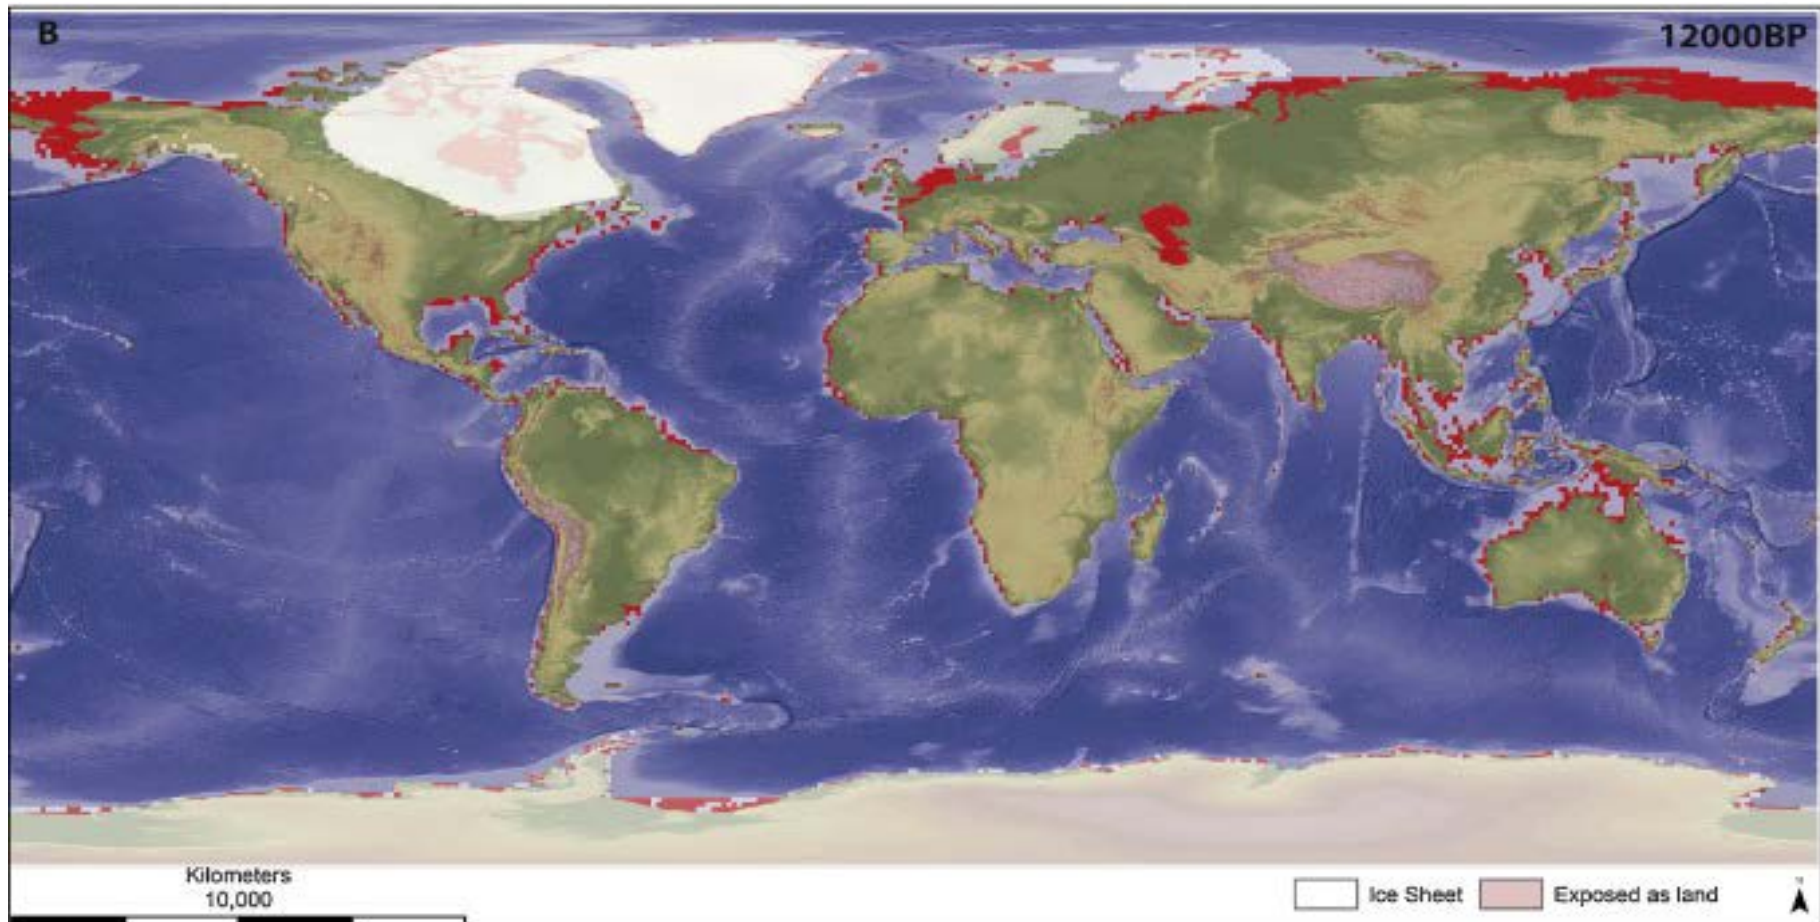 B
12000BP
Kilometers
10,000
Ice Sheet
Exposed as land